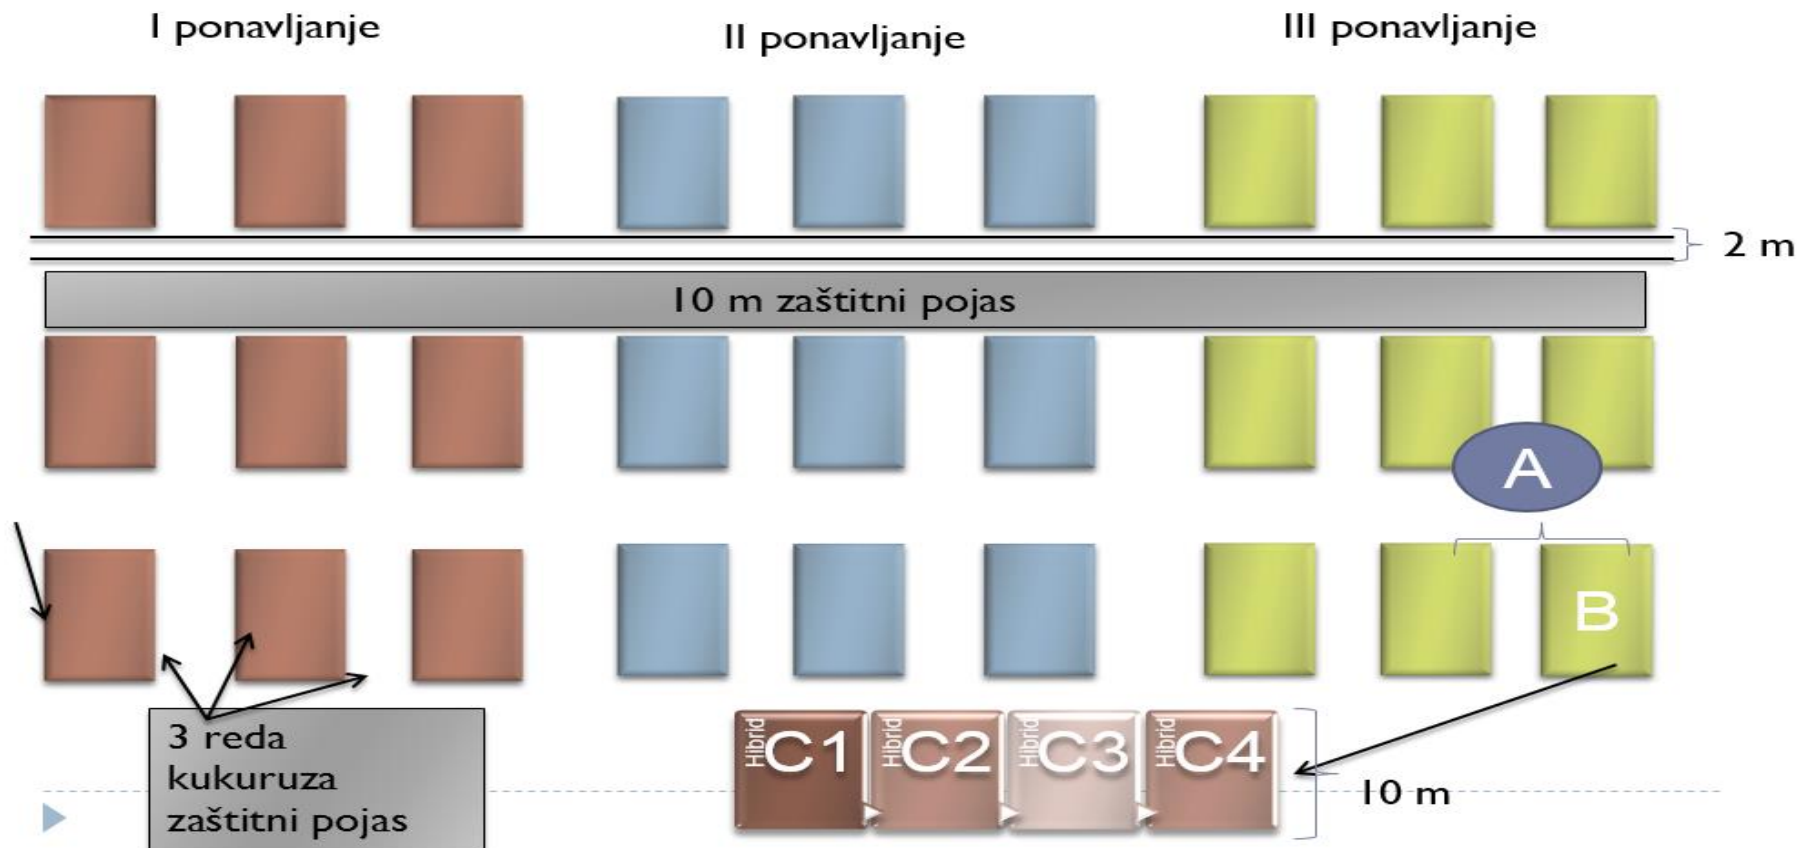 I ponavljanje
II ponavljanje
III ponavljanje
2 m
10 m zaštitni pojas
A
B
3 reda
kukuruza
zaštitni pojas
Hibrid
C1
Hibrid
C2
Hibrid
C3
Hibrid
C4
10 m